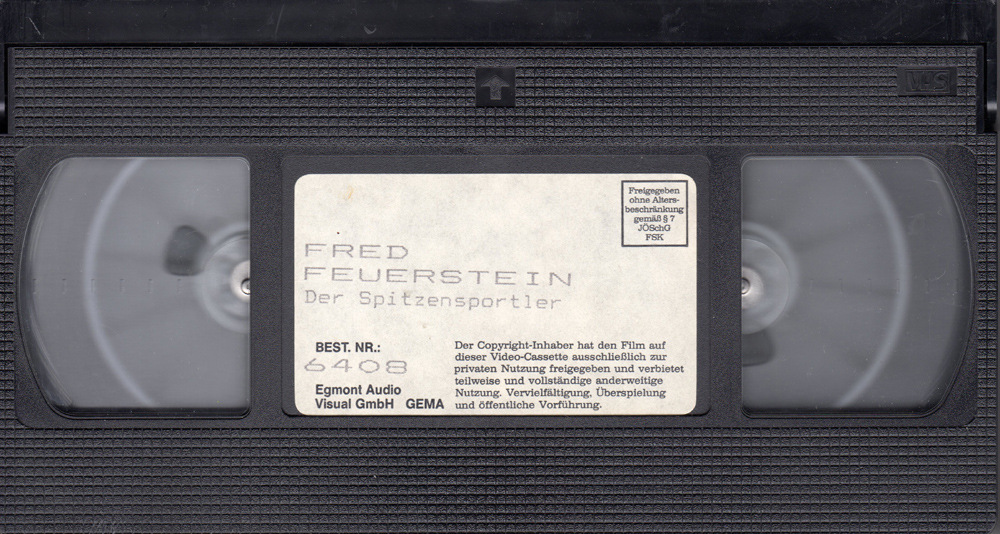 VHS
Freigegeben
ohne Alters-
beschränkung
gemäß § 7
JÖSchG
FSK
FRED
FEUERSTEIN
Der Spitzensportler
BEST. NR.:
6408
Egmont Audio
Visual GmbH GEMA
Der Copyright-Inhaber hat den Film auf
dieser Video-Cassette ausschließlich zur
privaten Nutzung freigegeben und verbietet
teilweise und vollständige anderweitige
Nutzung. Vervielfältigung, Überspielung
und öffentliche Vorführung.